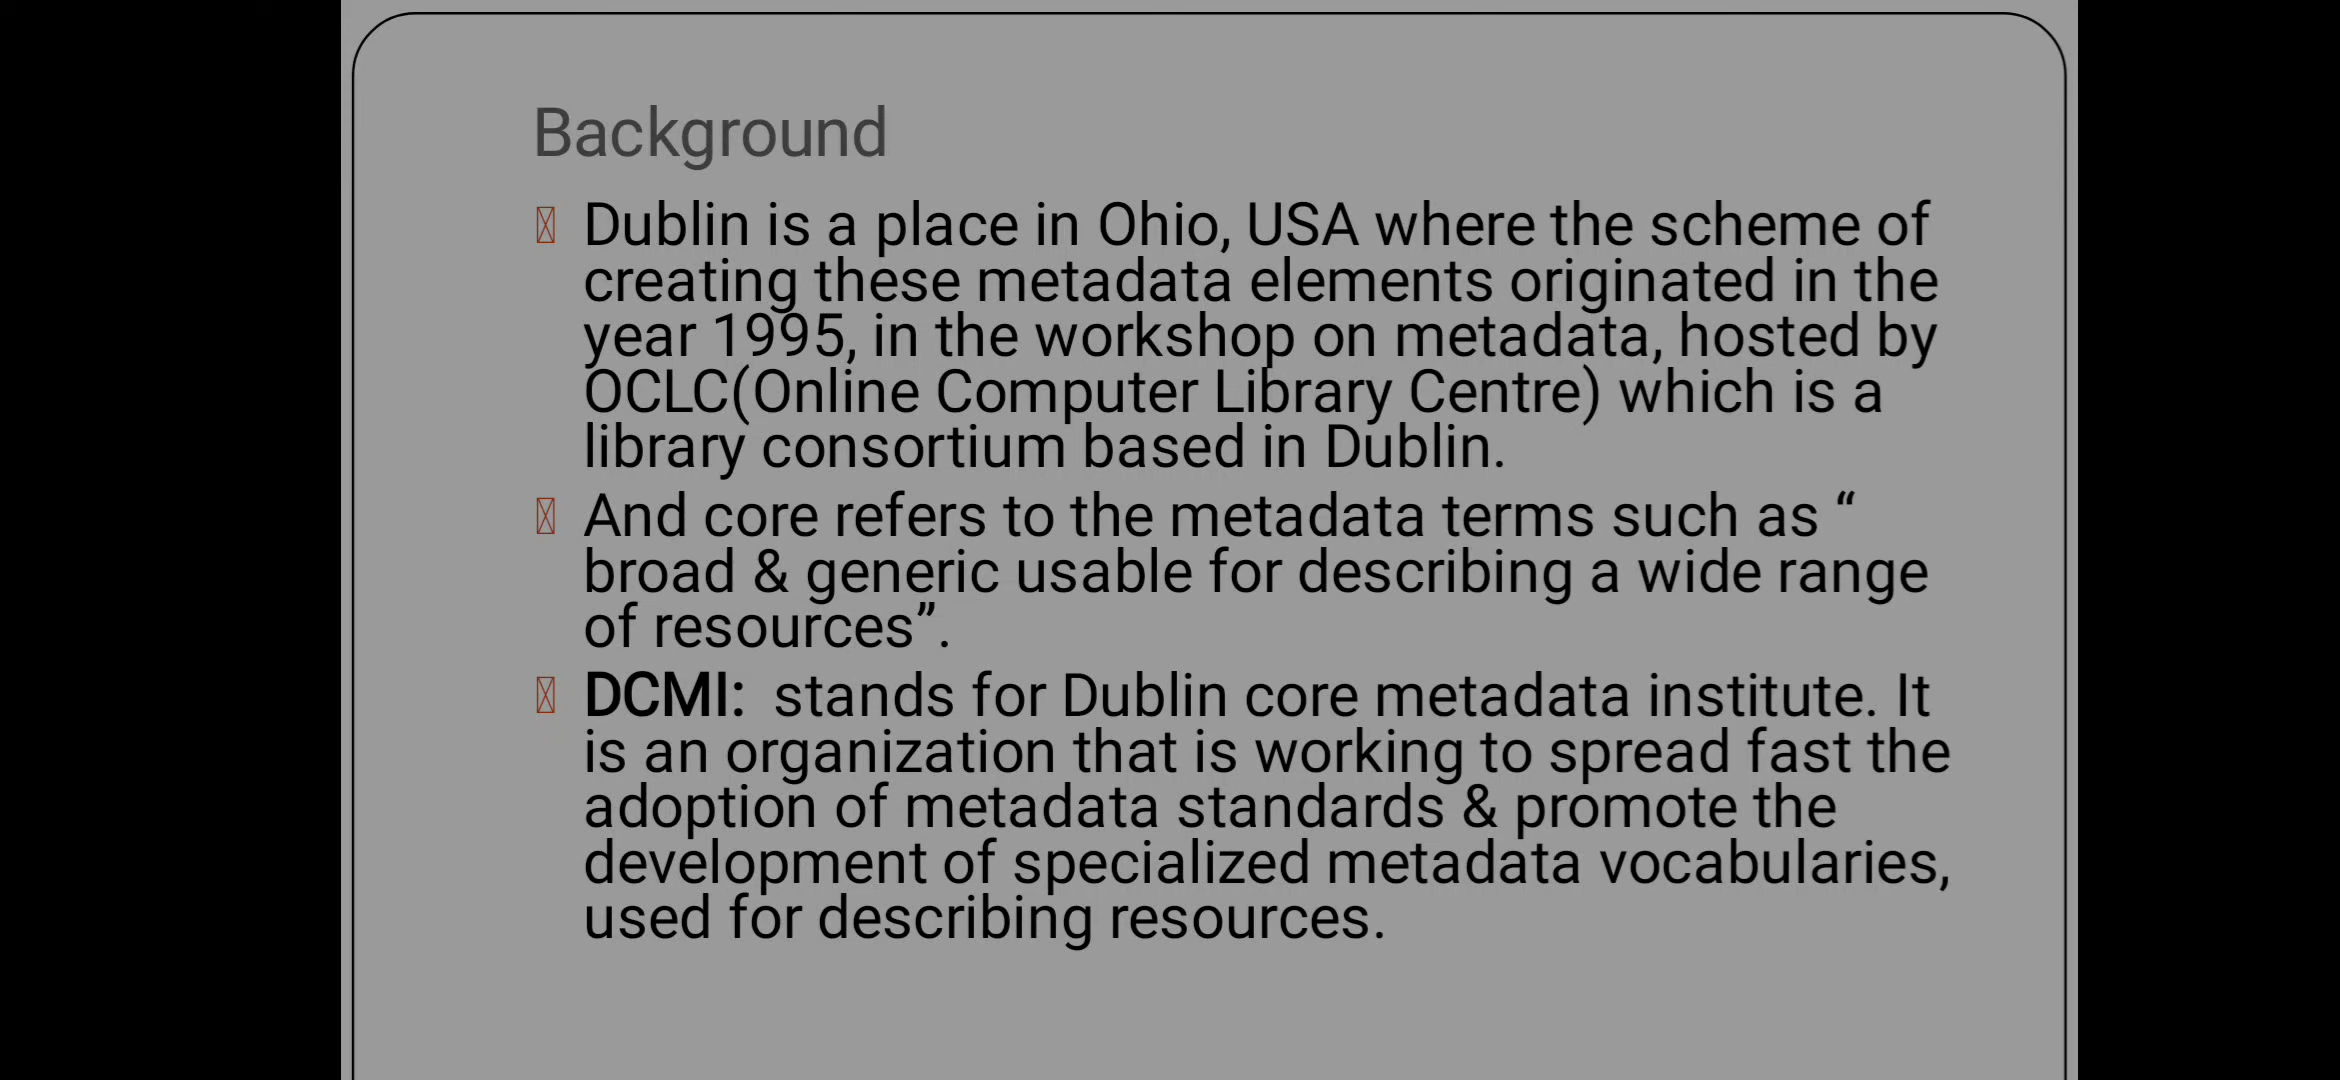 Background
Dublin is a place in Ohio, USA where the scheme of
creating these metadata elements originated in the
year 1995, in the workshop on metadata, hosted by
OCLC(Online Computer Library Centre) which is a
library consortium based in Dublin.
And core refers to the metadata terms such as “
broad & generic usable for describing a wide range
of resources”.
DCMI: stands for Dublin core metadata institute. It
is an organization that is working to spread fast the
adoption of metadata standards & promote the
development of specialized metadata vocabularies,
used for describing resources.